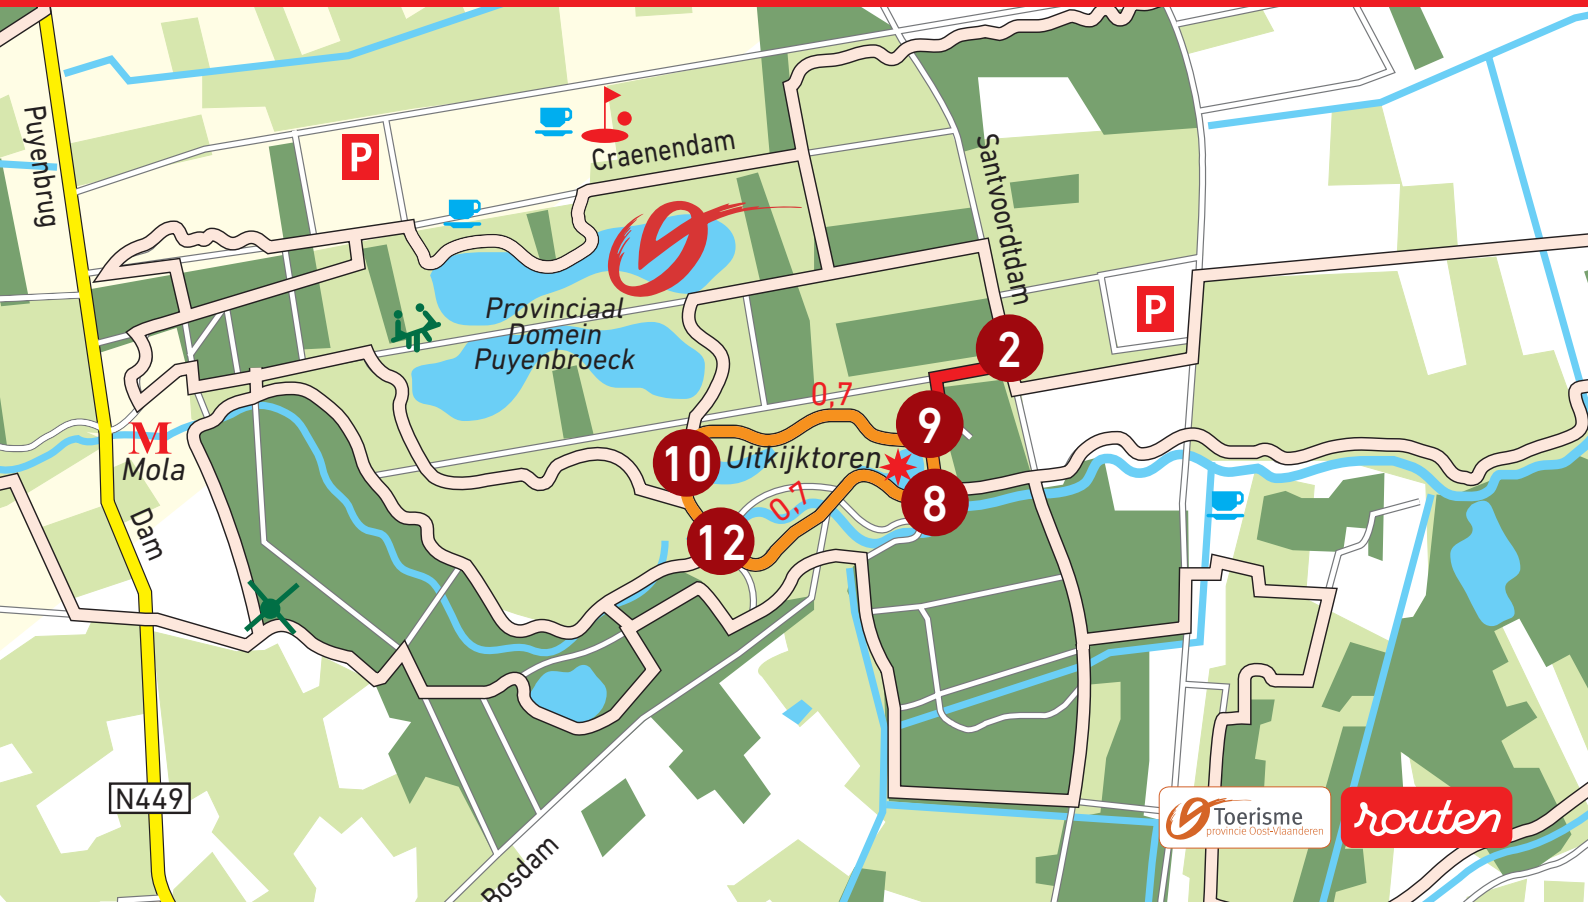 Puyenbrug
P
Craenendam
Santvoordtdam
Provinciaal
Domein
Puyenbroeck
P
2
0,7
9
M
Mola
10
Uitkijktoren
0,7
8
12
Dam
N449
Bosdam
Toerisme
provincie Oost-Vlaanderen
routen